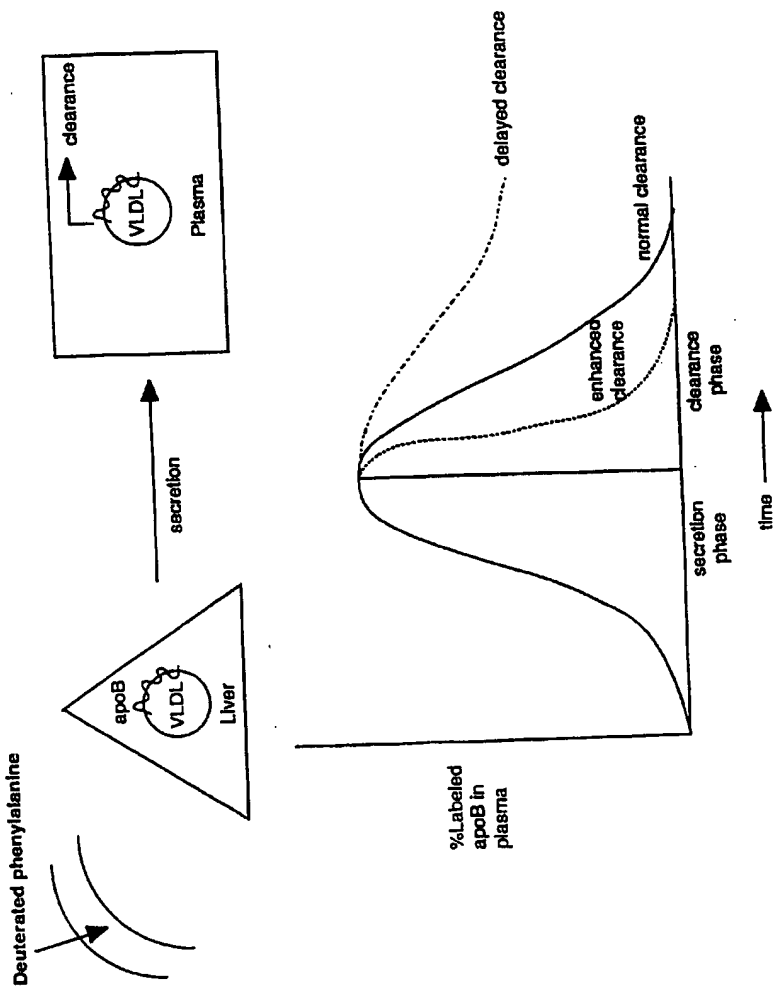 Deuterated phenylalanine
apoB
VLDL
Liver
secretion
clearance
VLDL
Plasma
%Labeled
apoB in
plasma
delayed clearance
enhanced
clearance
normal clearance
secretion
phase
clearance
phase
time